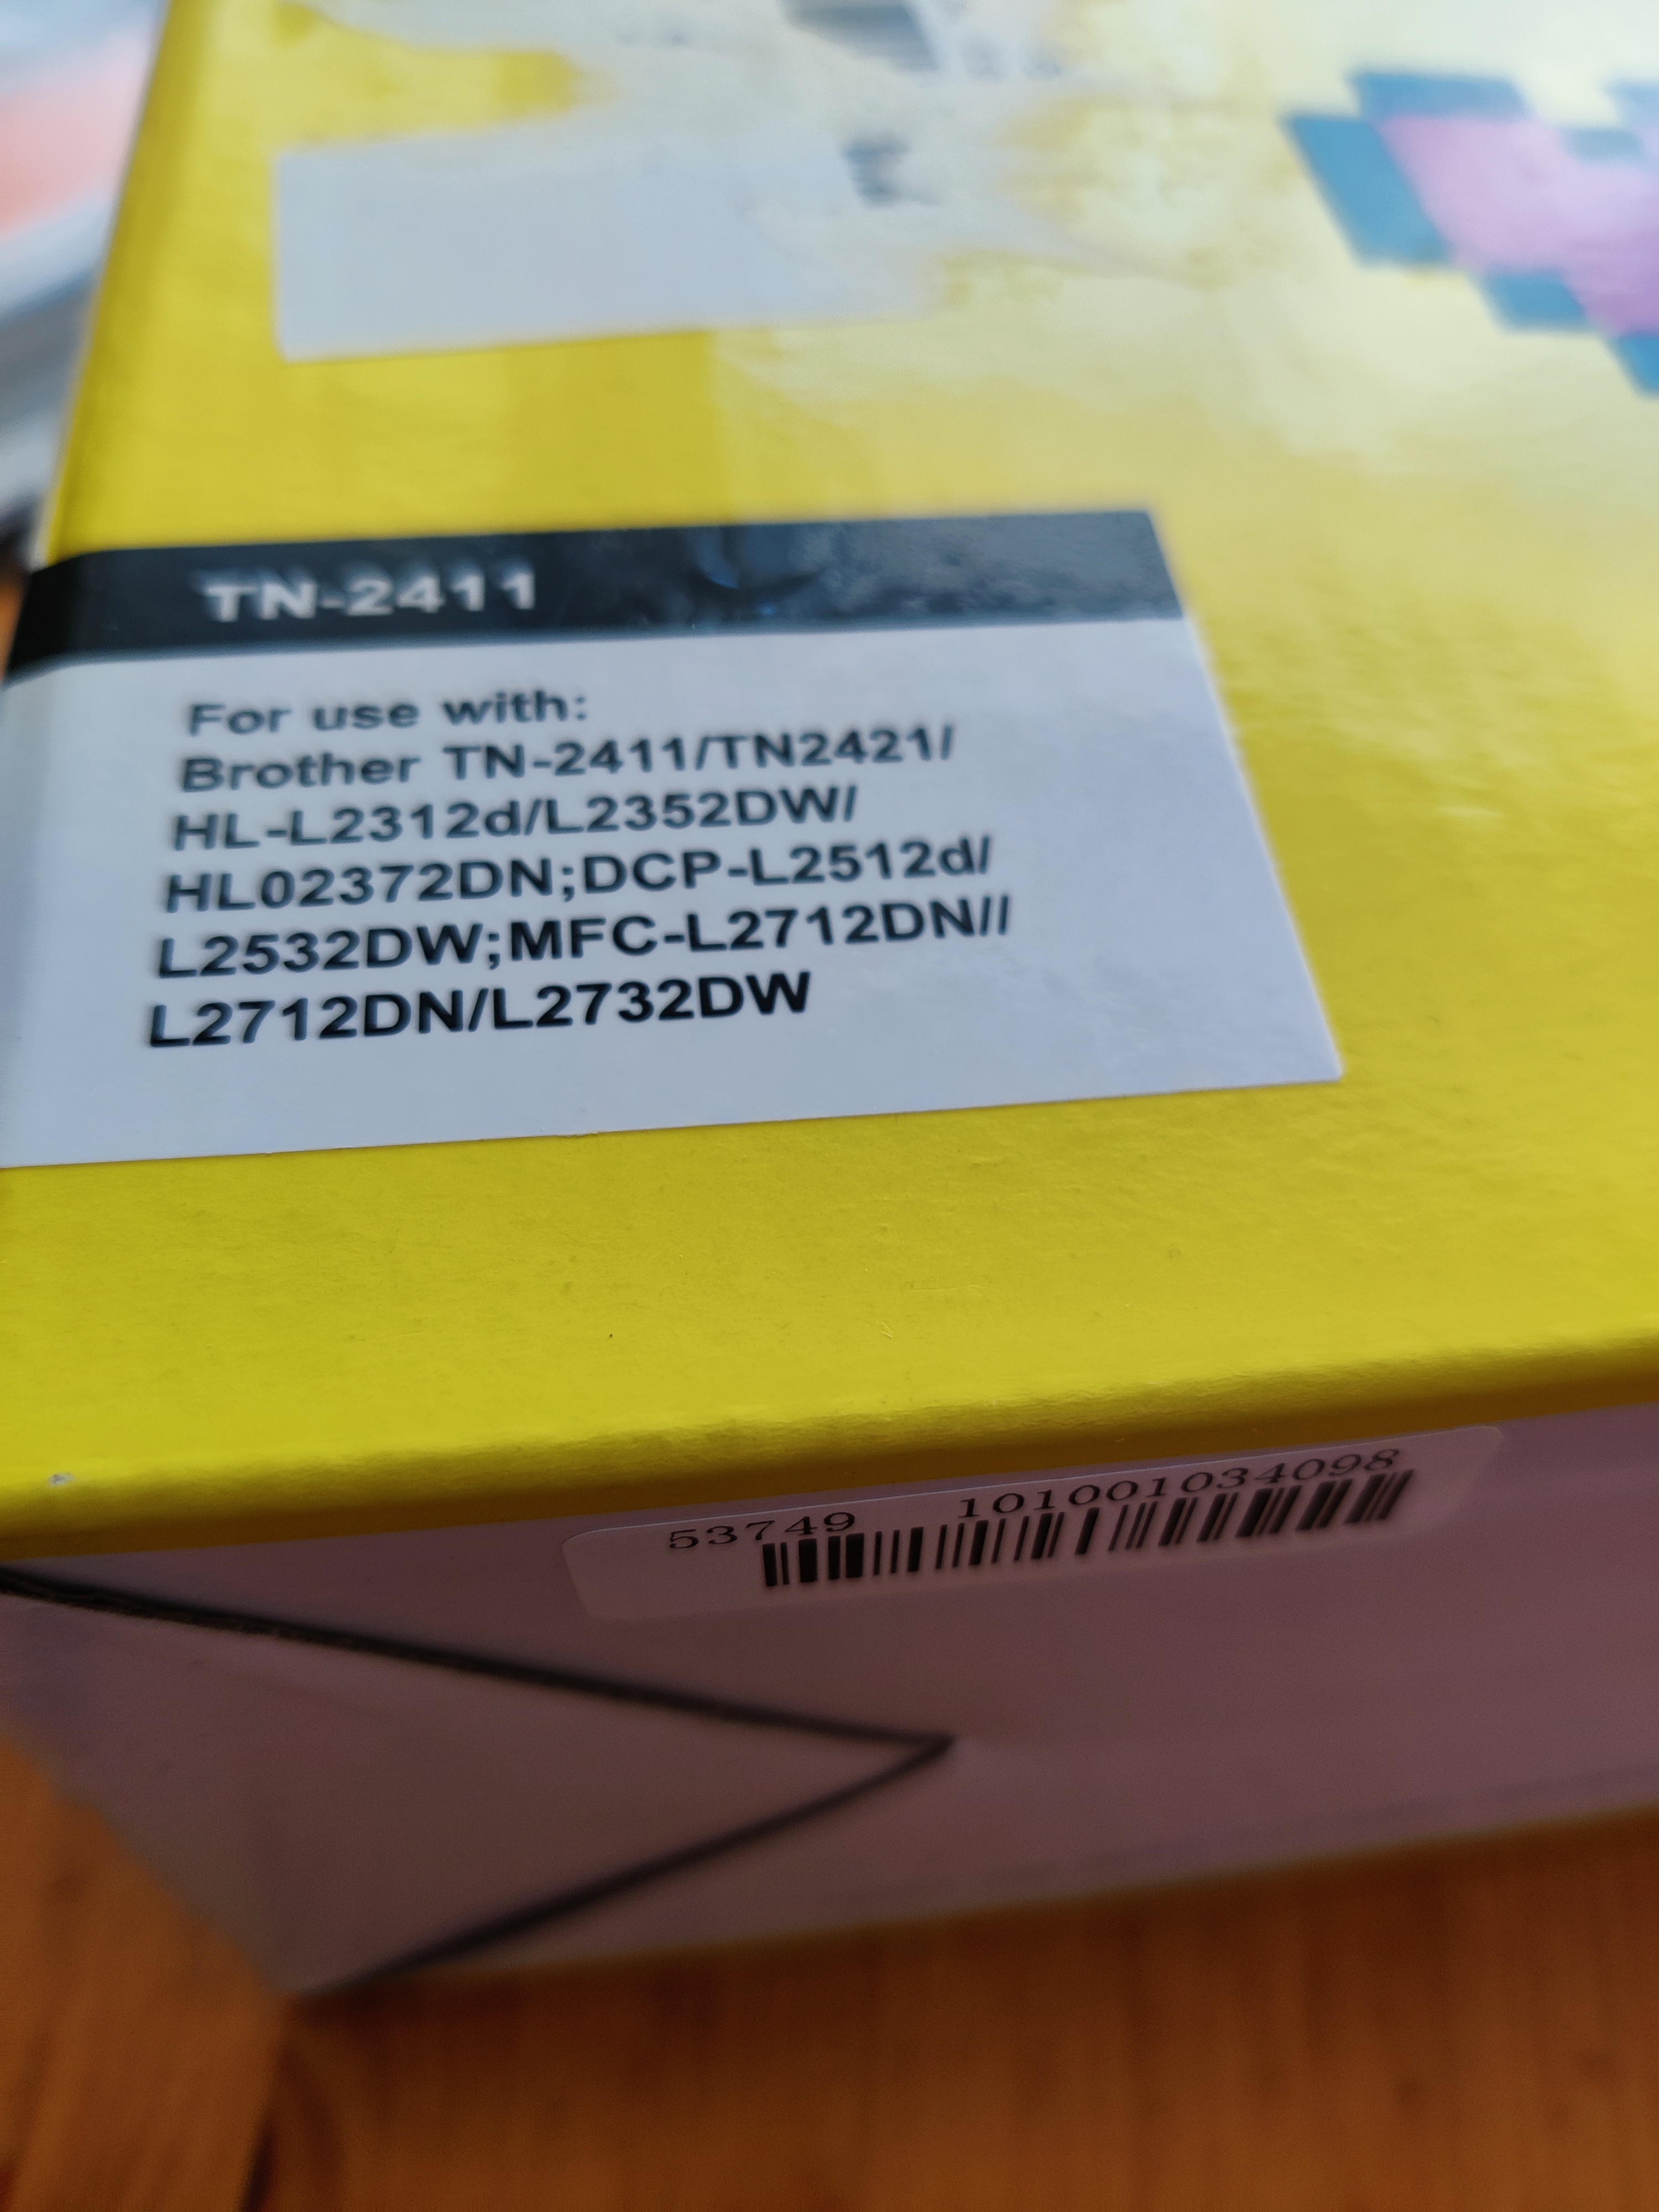 TN-2411
For use with:
Brother TN-2411/TN2421/
HL-L2312d/L2352DW/
HL02372DN;DCP-L2512d/
L2532DW;MFC-L2712DN//
L2712DN/L2732DW
53749 101001034098